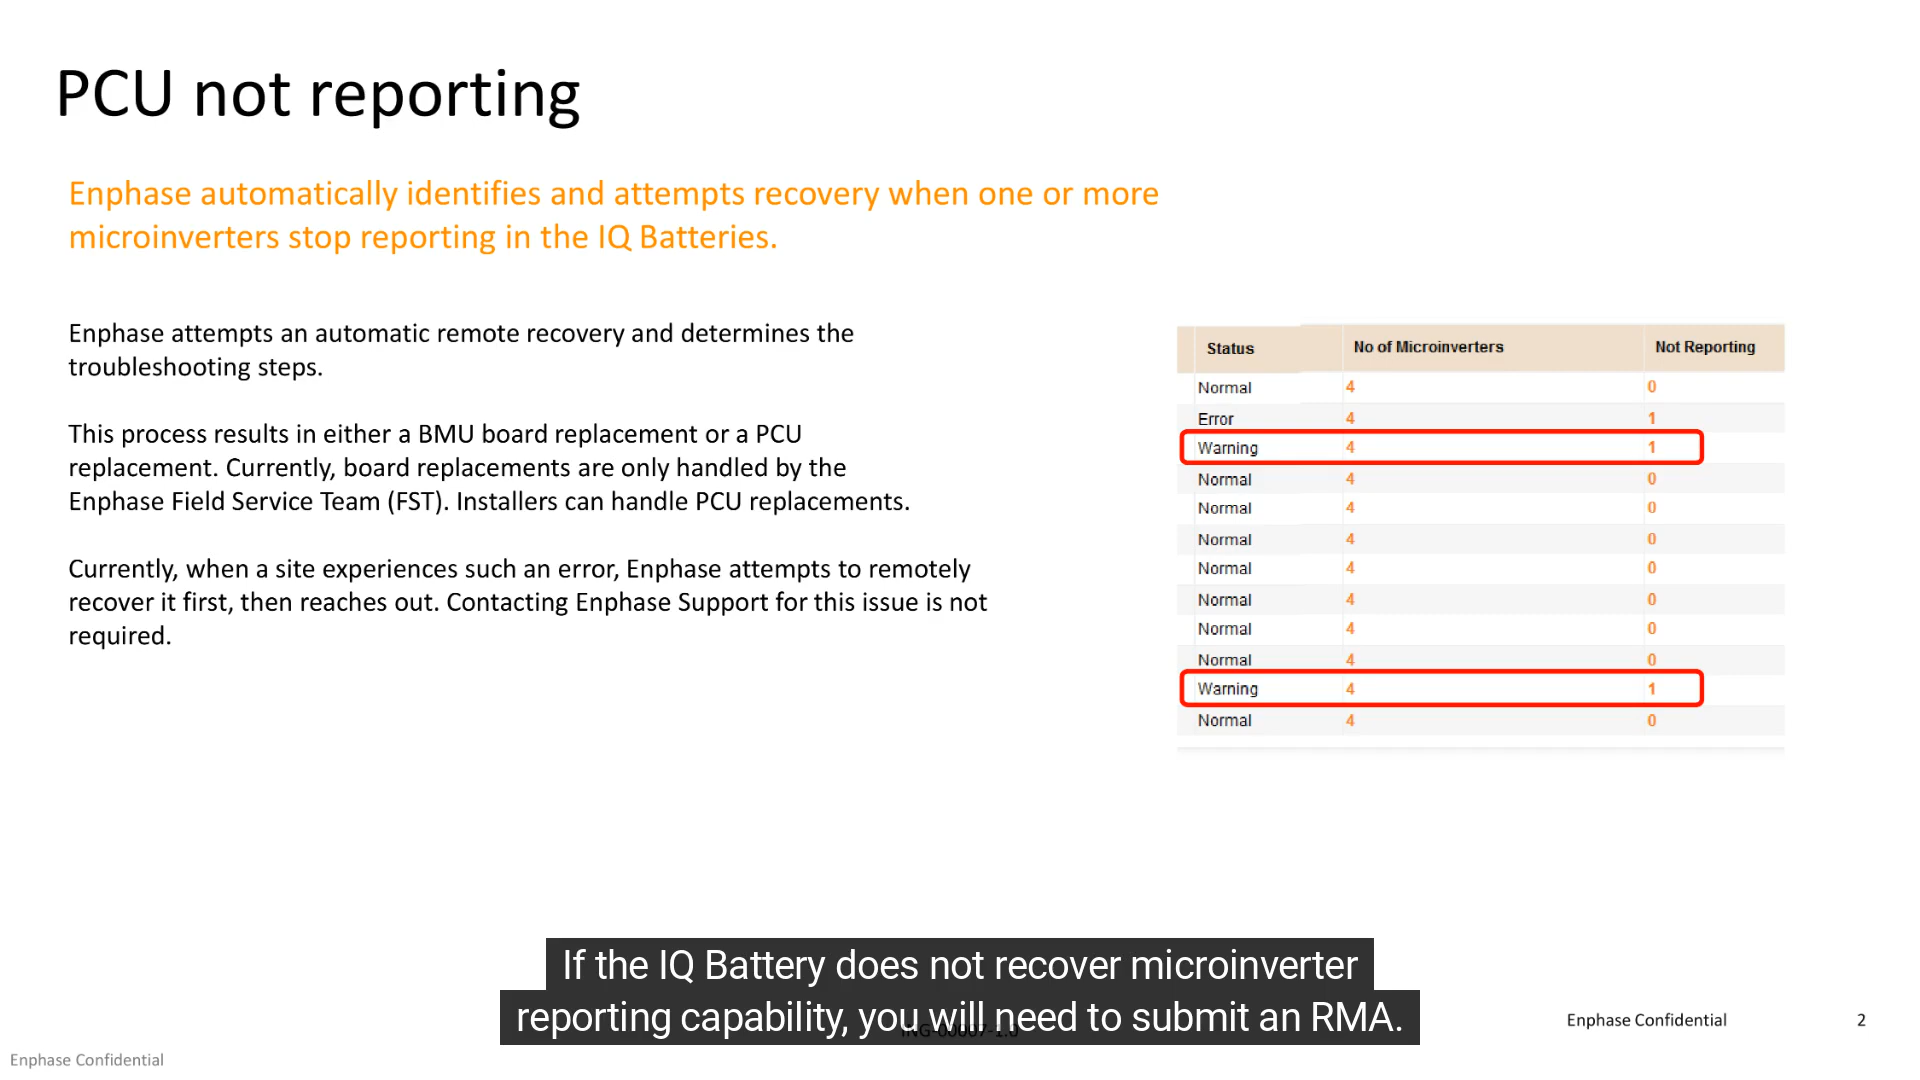 PCU not reporting
Enphase automatically identifies and attempts recovery when one or more
microinverters stop reporting in the IQ Batteries.
Enphase attempts an automatic remote recovery and determines the
troubleshooting steps.
This process results in either a BMU board replacement or a PCU
replacement. Currently, board replacements are only handled by the
Enphase Field Service Team (FST). Installers can handle PCU replacements.
Currently, when a site experiences such an error, Enphase attempts to remotely
recover it first, then reaches out. Contacting Enphase Support for this issue is not
required.
Status No of Microinverters Not Reporting
Normal 4 0
Error 4 1
Warning 4 1
Normal 4 0
Normal 4 0
Normal 4 0
Normal 4 0
Normal 4 0
Normal 4 0
Normal 4 0
Warning 4 1
Normal 4 0
If the IQ Battery does not recover microinverter
reporting capability, you will need to submit an RMA.
Enphase Confidential 2
Enphase Confidential